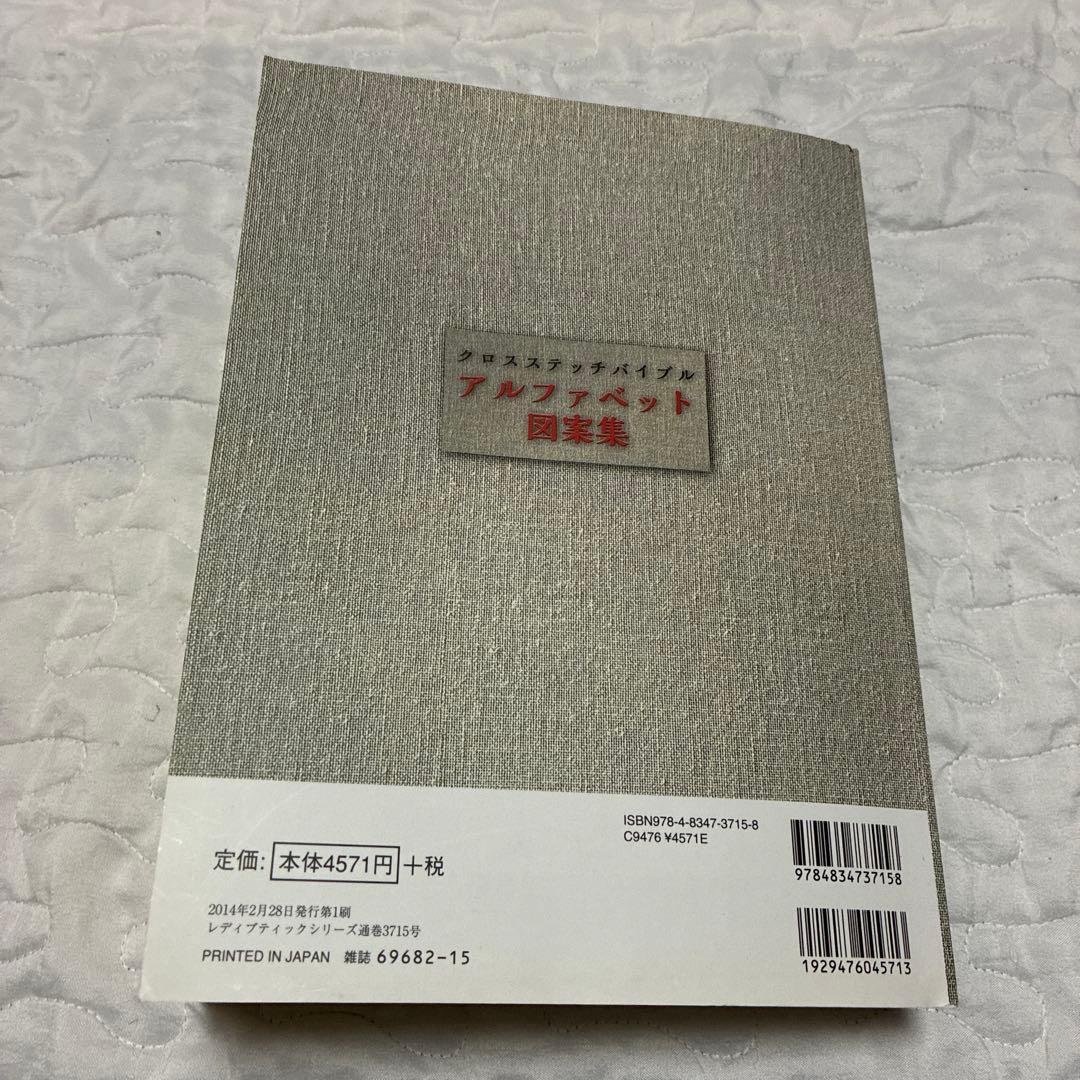 クロスステッチバイブル
アルファベット
図案集
ISBN978-4-8347-3715-8
C9476 ¥4571E
9784834737158
定価: 本体4571円 +税
2014年2月28日発行第1刷
レディブティックシリーズ通巻3715号
PRINTED IN JAPAN 雑誌 69682-15
1929476045713